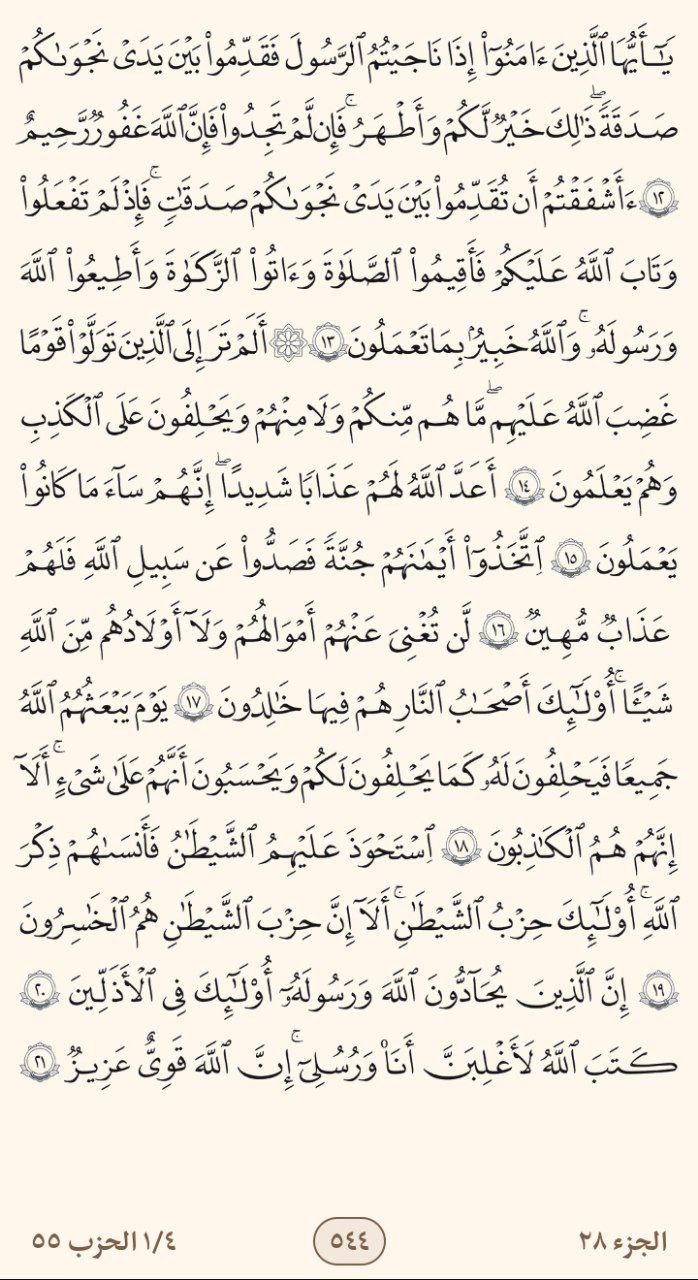 يَـٰٓأَيُّهَا ٱلَّذِينَ ءَامَنُوٓا۟ إِذَا نَـٰجَيْتُمُ ٱلرَّسُولَ فَقَدِّمُوا۟ بَيْنَ يَدَىْ نَجْوَىٰكُمْ
صَدَقَةً ۖ ذَٰلِكَ خَيْرٌ لَّكُمْ وَأَطْهَرُ ۚ فَإِن لَّمْ تَجِدُوا۟ فَإِنَّ ٱللَّهَ غَفُورٌ رَّحِيمٌ
١٢ ءَأَشْفَقْتُمْ أَن تُقَدِّمُوا۟ بَيْنَ يَدَىْ نَجْوَىٰكُمْ صَدَقَـٰتٍ ۚ فَإِذْ لَمْ تَفْعَلُوا۟
وَتَابَ ٱللَّهُ عَلَيْكُمْ فَأَقِيمُوا۟ ٱلصَّلَوٰةَ وَءَاتُوا۟ ٱلزَّكَوٰةَ وَأَطِيعُوا۟ ٱللَّهَ
وَرَسُولَهُۥ ۚ وَٱللَّهُ خَبِيرٌۢ بِمَا تَعْمَلُونَ ١٣ ۞ أَلَمْ تَرَ إِلَى ٱلَّذِينَ تَوَلَّوْا۟ قَوْمًا
غَضِبَ ٱللَّهُ عَلَيْهِم ۖ مَّا هُم مِّنكُمْ وَلَا مِنْهُمْ وَيَحْلِفُونَ عَلَى ٱلْكَذِبِ
وَهُمْ يَعْلَمُونَ ١٤ أَعَدَّ ٱللَّهُ لَهُمْ عَذَابًا شَدِيدًا ۖ إِنَّهُمْ سَآءَ مَا كَانُوا۟
يَعْمَلُونَ ١٥ ٱتَّخَذُوٓا۟ أَيْمَـٰنَهُمْ جُنَّةً فَصَدُّوا۟ عَن سَبِيلِ ٱللَّهِ فَلَهُمْ
عَذَابٌ مُّهِينٌ ١٦ لَّن تُغْنِىَ عَنْهُمْ أَمْوَٰلُهُمْ وَلَآ أَوْلَـٰدُهُم مِّنَ ٱللَّهِ
شَيْـًٔا ۚ أُو۟لَـٰٓئِكَ أَصْحَـٰبُ ٱلنَّارِ هُمْ فِيهَا خَـٰلِدُونَ ١٧ يَوْمَ يَبْعَثُهُمُ ٱللَّهُ
جَمِيعًا فَيَحْلِفُونَ لَهُۥ كَمَا يَحْلِفُونَ لَكُمْ وَيَحْسَبُونَ أَنَّهُمْ عَلَىٰ شَىْءٍ ۚ أَلَآ
إِنَّهُمْ هُمُ ٱلْكَـٰذِبُونَ ١٨ ٱسْتَحْوَذَ عَلَيْهِمُ ٱلشَّيْطَـٰنُ فَأَنسَىٰهُمْ ذِكْرَ
ٱللَّهِ ۚ أُو۟لَـٰٓئِكَ حِزْبُ ٱلشَّيْطَـٰنِ ۚ أَلَآ إِنَّ حِزْبَ ٱلشَّيْطَـٰنِ هُمُ ٱلْخَـٰسِرُونَ
١٩ إِنَّ ٱلَّذِينَ يُحَآدُّونَ ٱللَّهَ وَرَسُولَهُۥٓ أُو۟لَـٰٓئِكَ فِى ٱلْأَذَلِّينَ ٢٠
كَتَبَ ٱللَّهُ لَأَغْلِبَنَّ أَنَا۠ وَرُسُلِىٓ ۚ إِنَّ ٱللَّهَ قَوِىٌّ عَزِيزٌ ٢١
الجزء ٢٨ ٥٤٤ ١/٤ الحزب ٥٥